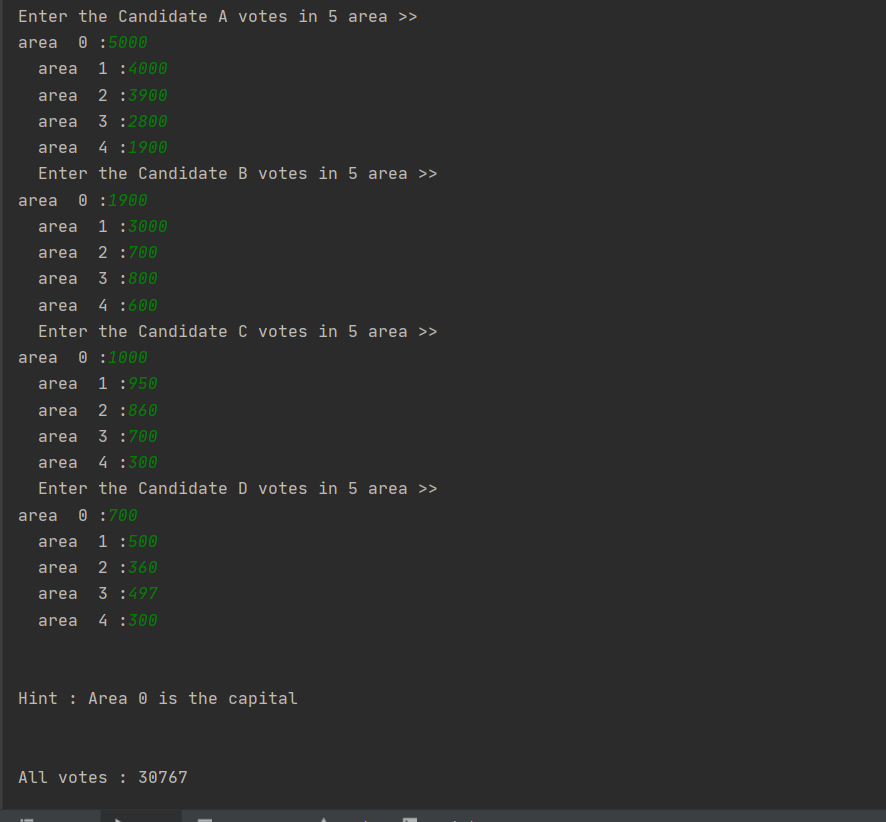 Enter the Candidate A votes in 5 area >>
area  0 :5000
  area  1 :4000
  area  2 :3900
  area  3 :2800
  area  4 :1900
  Enter the Candidate B votes in 5 area >>
area  0 :1900
  area  1 :3000
  area  2 :700
  area  3 :800
  area  4 :600
  Enter the Candidate C votes in 5 area >>
area  0 :1000
  area  1 :950
  area  2 :860
  area  3 :700
  area  4 :300
  Enter the Candidate D votes in 5 area >>
area  0 :700
  area  1 :500
  area  2 :360
  area  3 :497
  area  4 :300
Hint : Area 0 is the capital
All votes : 30767